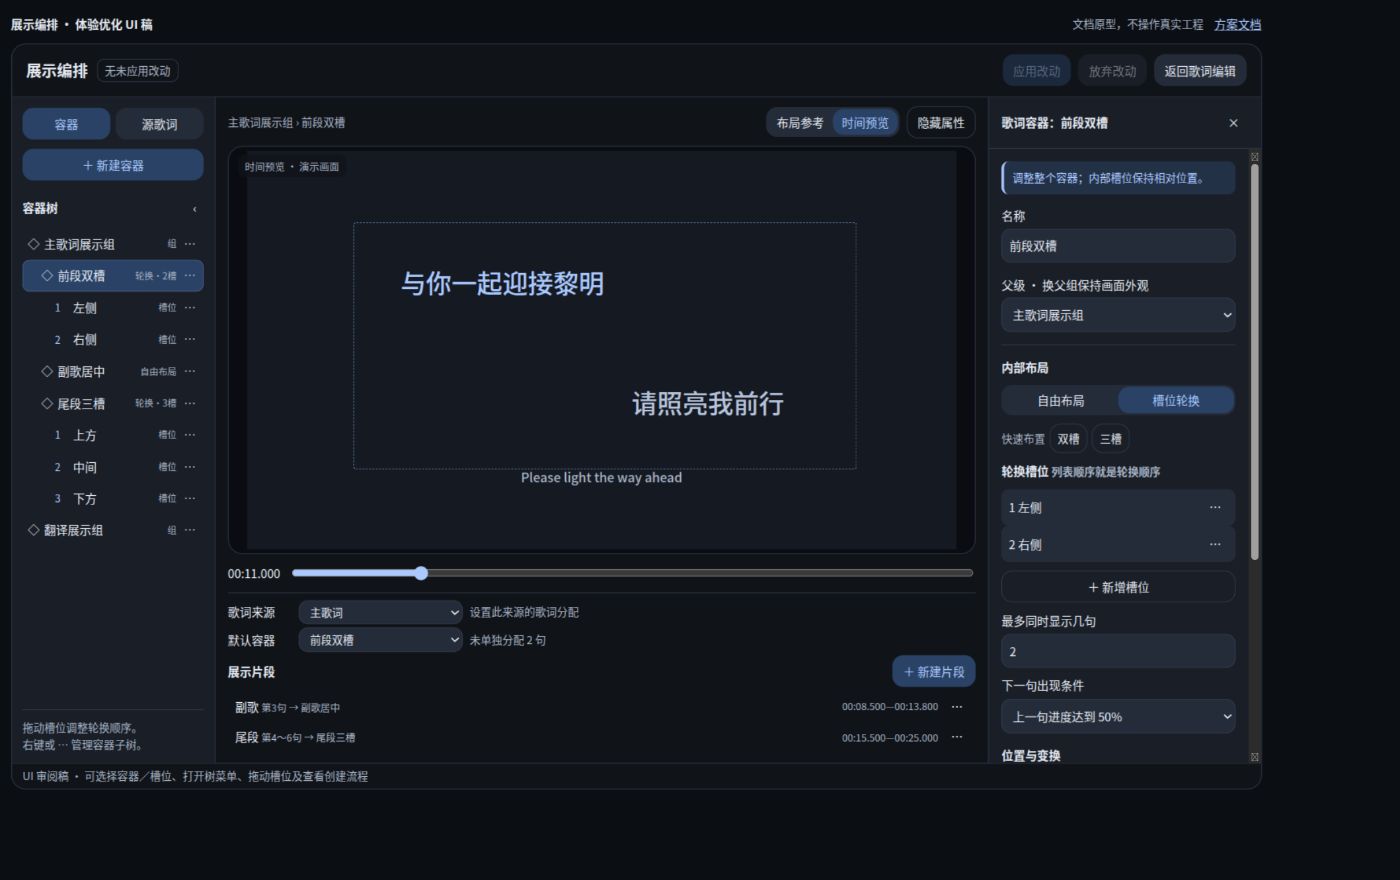 展示编排 · 体验优化 UI 稿
文档原型，不操作真实工程 方案文档
展示编排 无未应用改动
应用改动 放弃改动 返回歌词编辑
容器 源歌词
＋ 新建容器
容器树 ‹
◇ 主歌词展示组 组 ···
◇ 前段双槽 轮换·2槽 ···
1 左侧 槽位 ···
2 右侧 槽位 ···
◇ 副歌居中 自由布局 ···
◇ 尾段三槽 轮换·3槽 ···
1 上方 槽位 ···
2 中间 槽位 ···
3 下方 槽位 ···
◇ 翻译展示组 组 ···
拖动槽位调整轮换顺序。
右键或 ··· 管理容器子树。
主歌词展示组 › 前段双槽
布局参考 时间预览 隐藏属性
时间预览 · 演示画面
与你一起迎接黎明
请照亮我前行
Please light the way ahead
00:11.000
歌词来源 主歌词 设置此来源的歌词分配
默认容器 前段双槽 未单独分配 2 句
展示片段 ＋ 新建片段
副歌 第3句 → 副歌居中 00:08.500—00:13.800 ···
尾段 第4～6句 → 尾段三槽 00:15.500—00:25.000 ···
歌词容器：前段双槽 ×
调整整个容器；内部槽位保持相对位置。
名称
前段双槽
父级 · 换父组保持画面外观
主歌词展示组
内部布局
自由布局 槽位轮换
快速布置 双槽 三槽
轮换槽位 列表顺序就是轮换顺序
1 左侧 ···
2 右侧 ···
＋ 新增槽位
最多同时显示几句
2
下一句出现条件
上一句进度达到 50%
位置与变换
UI 审阅稿 · 可选择容器／槽位、打开树菜单、拖动槽位及查看创建流程